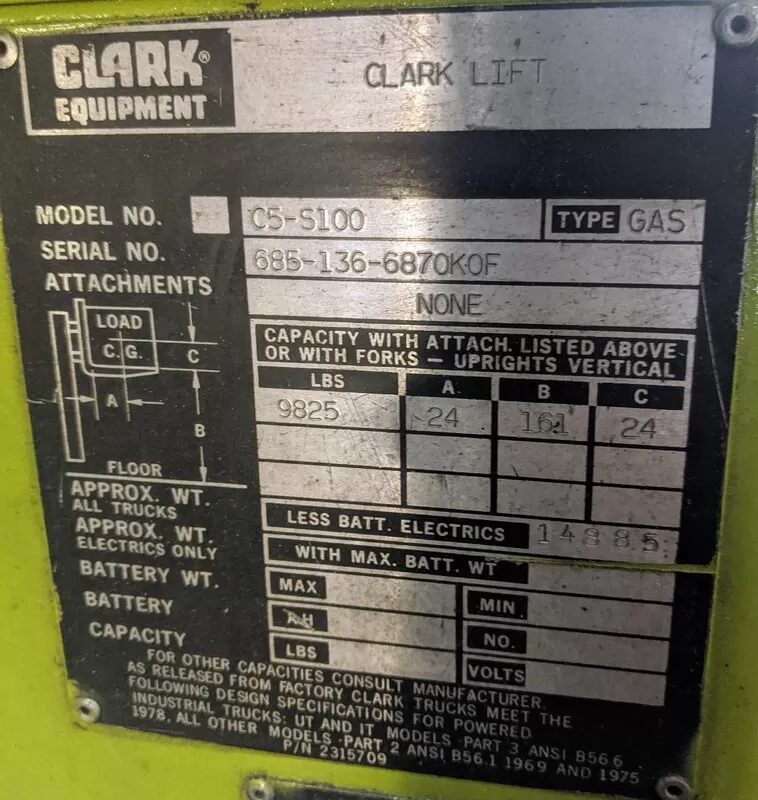 CLARK®
EQUIPMENT
CLARK LIFT
MODEL NO. C5-S100 TYPE GAS
SERIAL NO. 685-136-6870KOF
ATTACHMENTS NONE
LOAD
C. G.
C
A
B
FLOOR
CAPACITY WITH ATTACH. LISTED ABOVE
OR WITH FORKS — UPRIGHTS VERTICAL
LBS A B C
9825 24 161 24
APPROX. WT.
ALL TRUCKS
LESS BATT. ELECTRICS 14885
APPROX. WT.
ELECTRICS ONLY
WITH MAX. BATT. WT
BATTERY WT. MAX MIN
BATTERY AH NO.
CAPACITY LBS VOLTS
FOR OTHER CAPACITIES CONSULT MANUFACTURER.
AS RELEASED FROM FACTORY CLARK TRUCKS MEET THE
FOLLOWING DESIGN SPECIFICATIONS FOR POWERED
INDUSTRIAL TRUCKS: UT AND IT MODELS - PART 3 ANSI B56.6
1978. ALL OTHER MODELS - PART 2 ANSI B56.1 1969 AND 1975
P/N 2315709